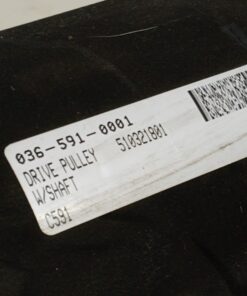 036-591-0001
DRIVE PULLEY 510321801
W/SHAFT
C591